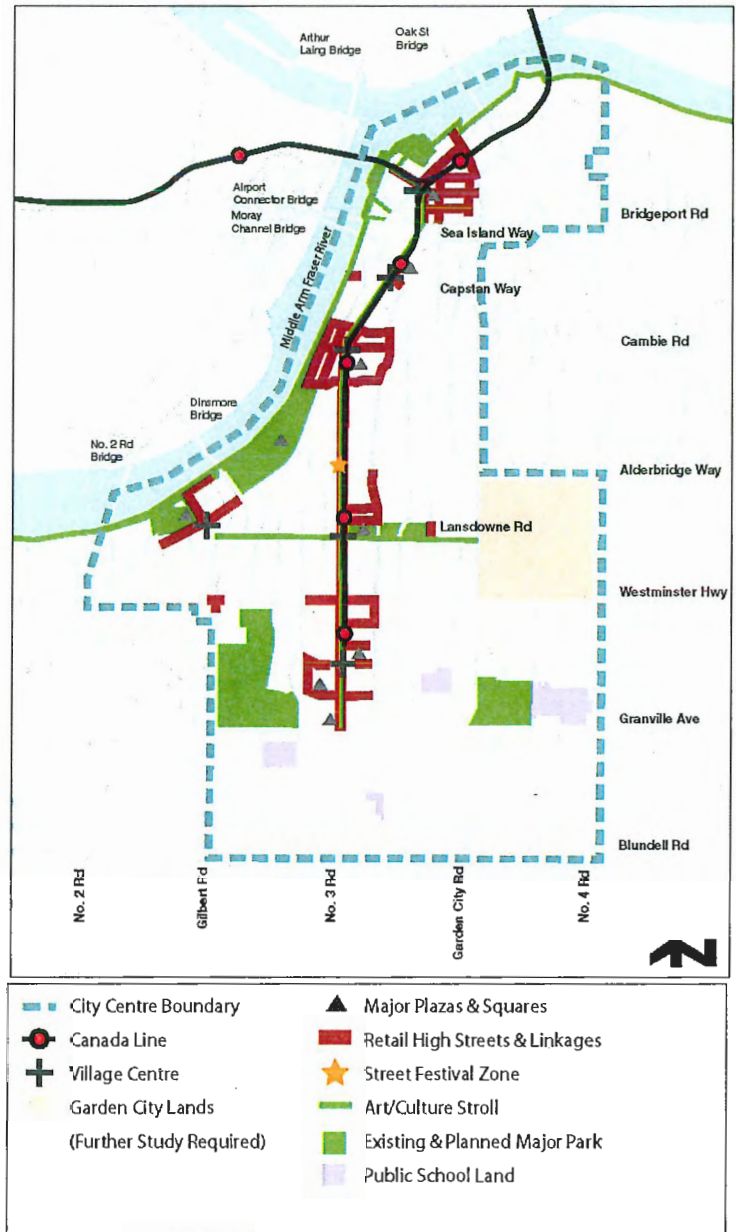 Oak St
Bridge
Arthur
Laing Bridge
Airport
Connector Bridge
Moray
Channel Bridge
Bridgeport Rd
Sea Island Way
Middle Arm Fraser River
Capstan Way
Cambie Rd
Dinsmore
Bridge
No. 2 Rd
Bridge
Alderbridge Way
Lansdowne Rd
Westminster Hwy
Granville Ave
Blundell Rd
No. 2 Rd
Gilbert Rd
No. 3 Rd
Garden City Rd
No. 4 Rd
N
City Centre Boundary
Canada Line
Village Centre
Garden City Lands
(Further Study Required)
Major Plazas & Squares
Retail High Streets & Linkages
Street Festival Zone
Art/Culture Stroll
Existing & Planned Major Park
Public School Land